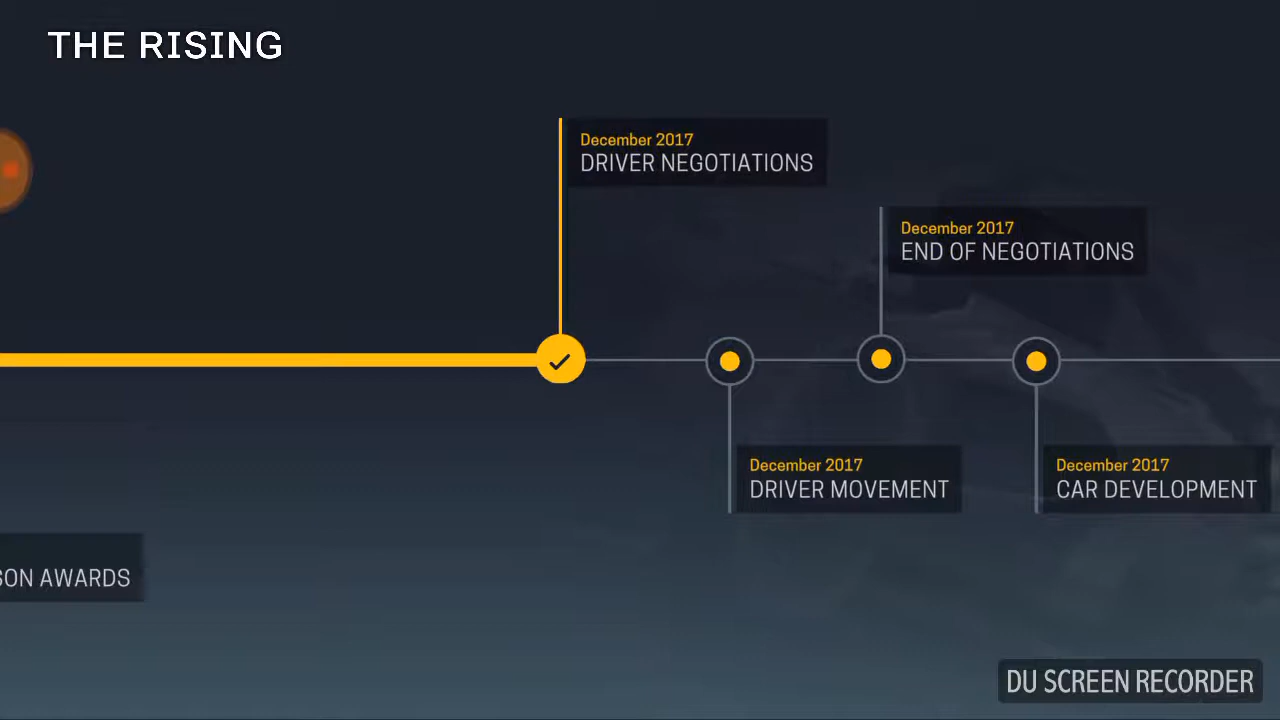 THE RISING
December 2017
DRIVER NEGOTIATIONS
December 2017
END OF NEGOTIATIONS
December 2017
DRIVER MOVEMENT
December 2017
CAR DEVELOPMENT
SON AWARDS
DU SCREEN RECORDER